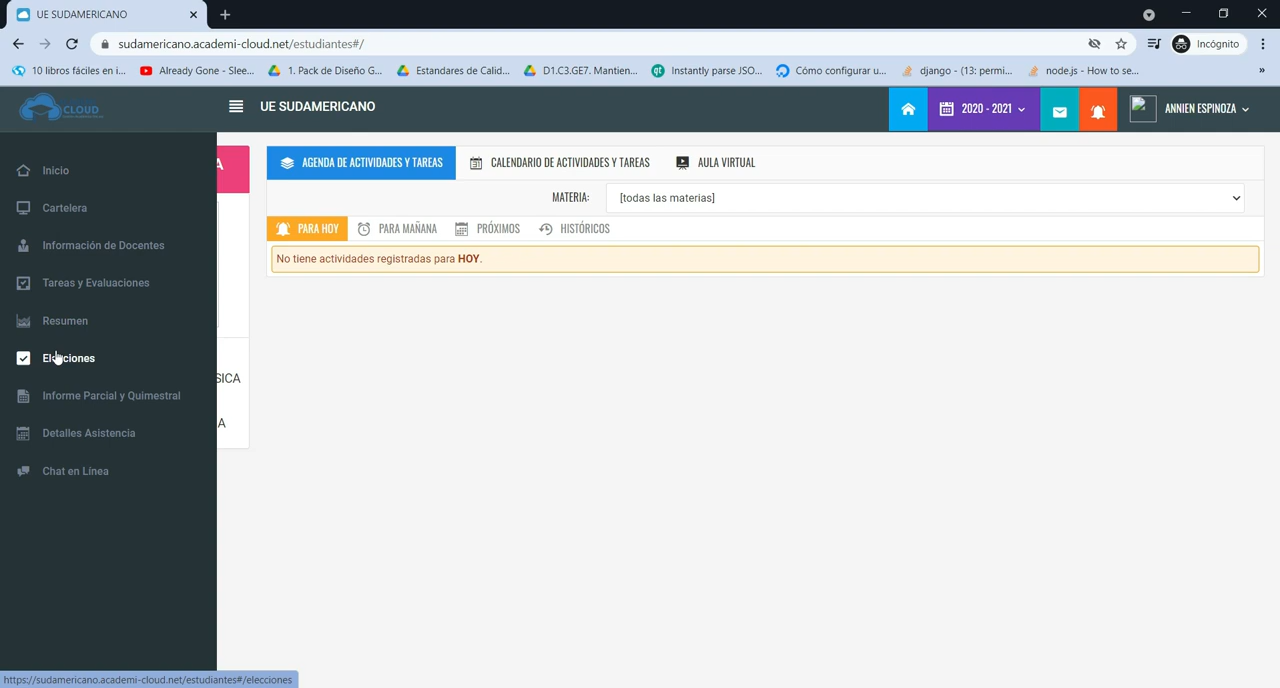 UE SUDAMERICANO
sudamericano.academi-cloud.net/estudiantes#/
Incógnito
10 libros fáciles en i...
Already Gone - Slee...
1. Pack de Diseño G...
Estandares de Calid...
D1.C3.GE7. Mantien...
Instantly parse JSO...
Cómo configurar u...
django - (13: permi...
node.js - How to se...
»
CLOUD
UE SUDAMERICANO
2020 - 2021
ANNIEN ESPINOZA
Inicio
Cartelera
Información de Docentes
Tareas y Evaluaciones
Resumen
Elecciones
Informe Parcial y Quimestral
Detalles Asistencia
Chat en Línea
A
SICA
A
AGENDA DE ACTIVIDADES Y TAREAS
CALENDARIO DE ACTIVIDADES Y TAREAS
AULA VIRTUAL
MATERIA:
[todas las materias]
PARA HOY
PARA MAÑANA
PRÓXIMOS
HISTÓRICOS
No tiene actividades registradas para HOY.
https://sudamericano.academi-cloud.net/estudiantes#/elecciones